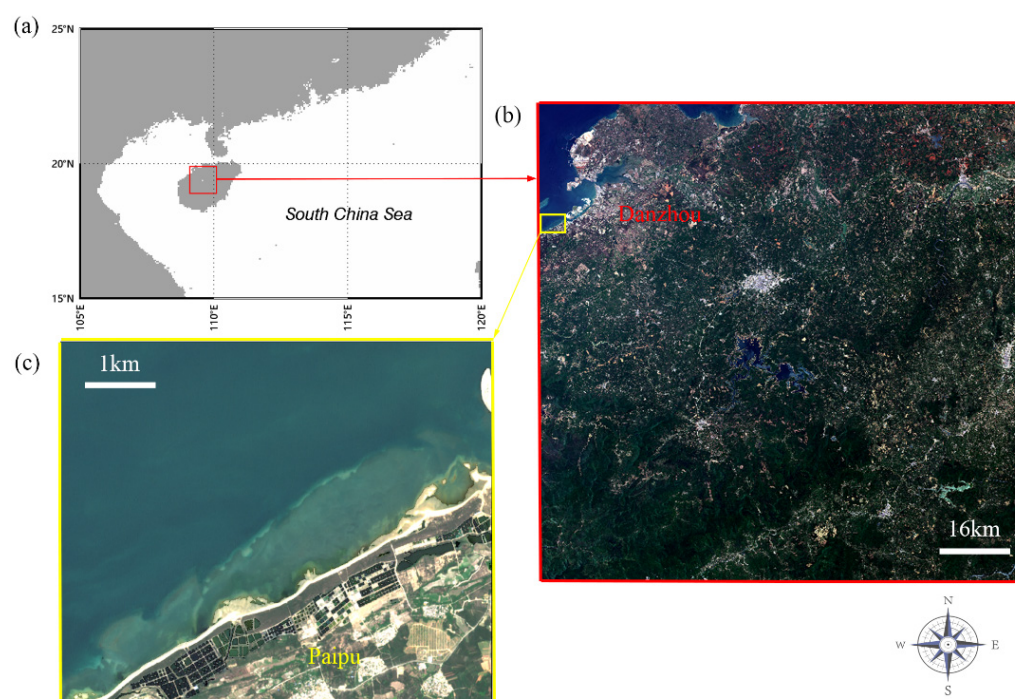 (a)
25°N
20°N
15°N
105°E
110°E
115°E
120°E
South China Sea
(b)
Danzhou
16km
(c)
1km
Paipu
N
W
E
S